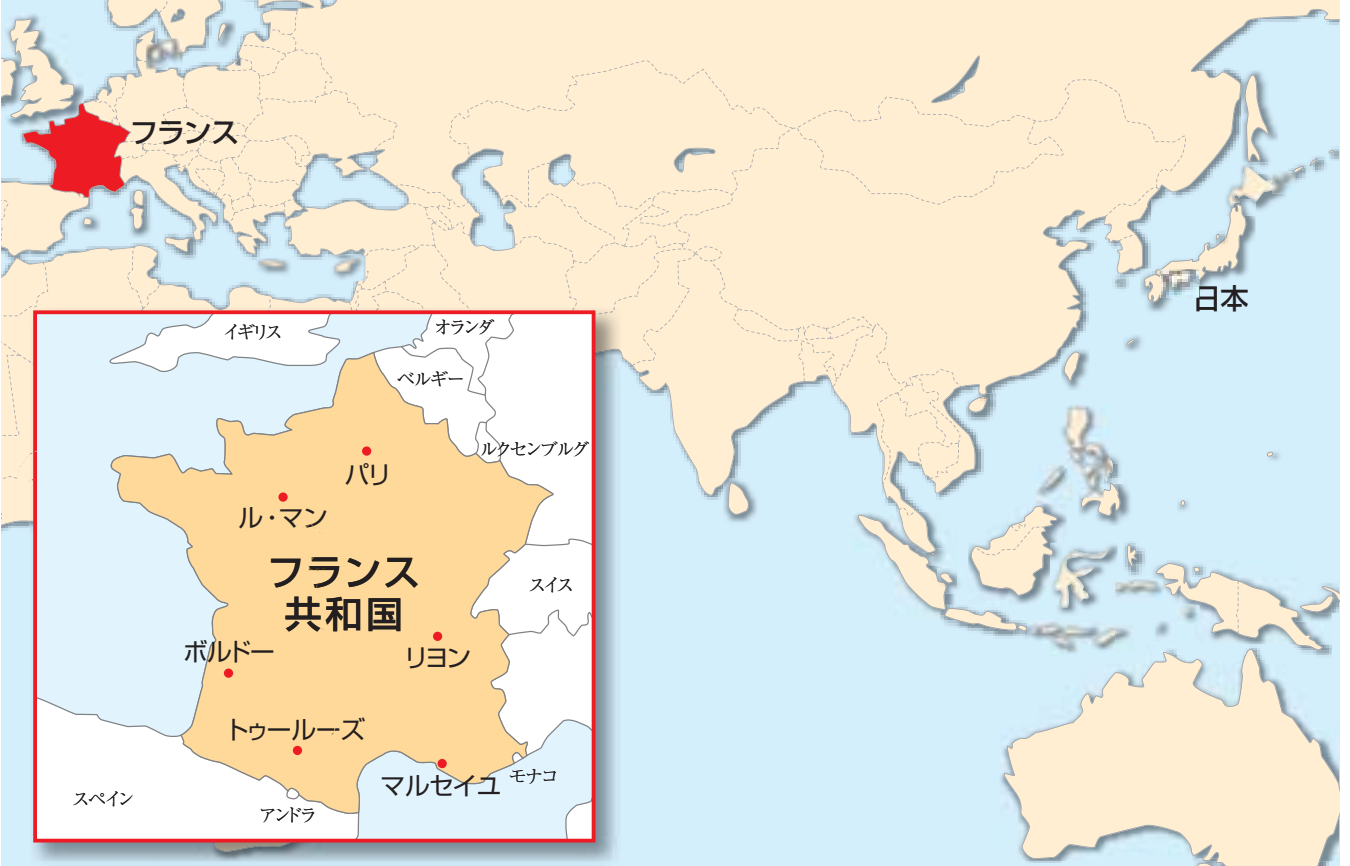 フランス
日本
イギリス
オランダ
ベルギー
ルクセンブルグ
パリ
ル・マン
フランス
共和国
スイス
ボルドー
リヨン
トゥールーズ
マルセイユ
モナコ
スペイン
アンドラ